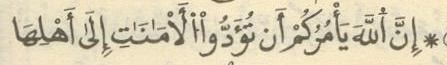 * إِنَّ ٱللَّهَ يَأْمُرُكُمْ أَن تُؤَدُّوا۟ ٱلْأَمَٰنَٰتِ إِلَىٰٓ أَهْلِهَا